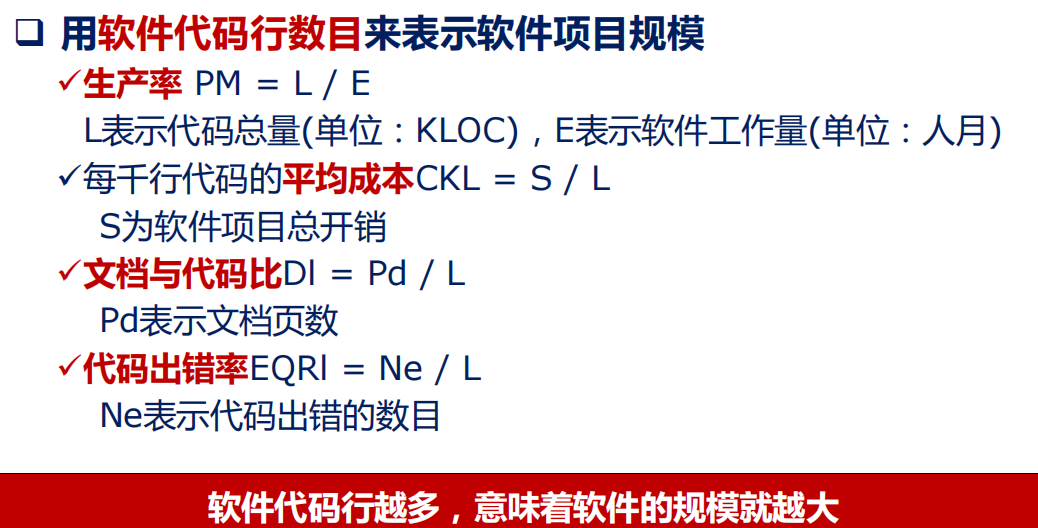 ❑ 用软件代码行数目来表示软件项目规模
✓生产率 PM = L / E
L表示代码总量(单位：KLOC)，E表示软件工作量(单位：人月)
✓每千行代码的平均成本CKL = S / L
S为软件项目总开销
✓文档与代码比Dl = Pd / L
Pd表示文档页数
✓代码出错率EQRl = Ne / L
Ne表示代码出错的数目
软件代码行越多，意味着软件的规模就越大